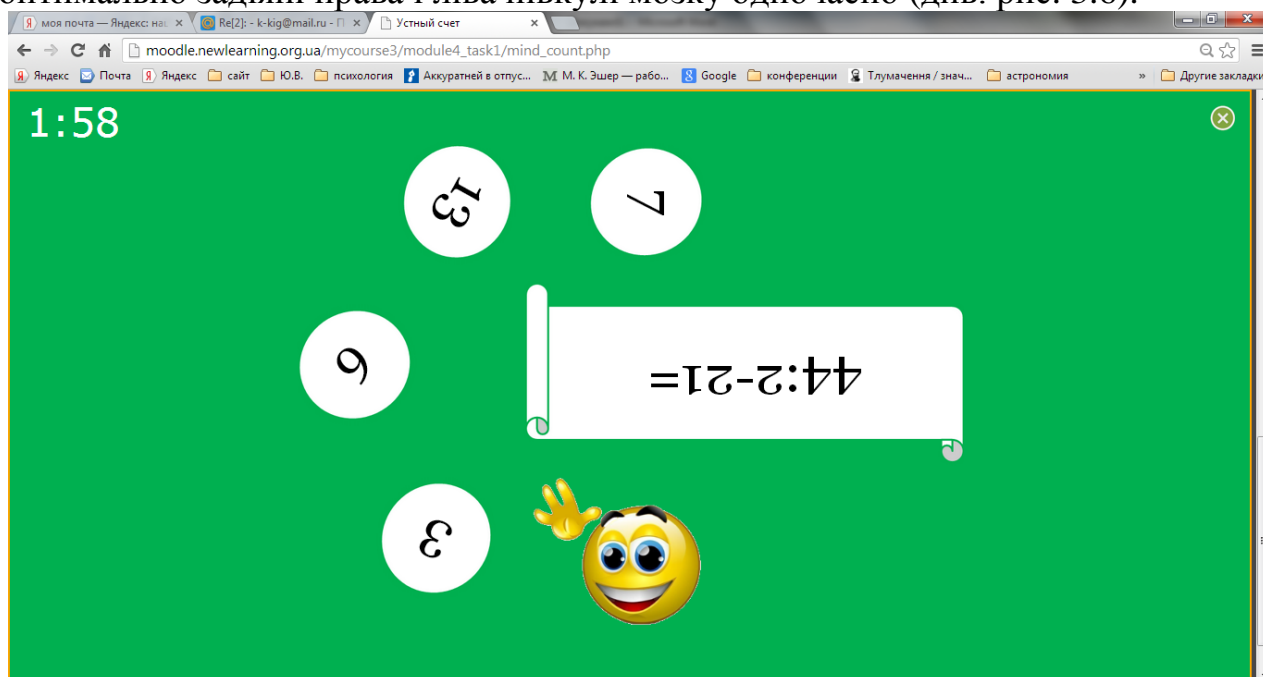 оптимально задіяні права і ліва півкулі мозку одночасно (див. рис. 3.6).
моя почта — Яндекс: наш
Re[2]: - k-kig@mail.ru - П
Устный счет
moodle.newlearning.org.ua/mycourse3/module4_task1/mind_count.php
Яндекс Почта Яндекс сайт Ю.В. психология Аккуратней в отпус... М. К. Эшер — рабо... Google конференции Тлумачення / знач... астрономия » Другие закладки
1:58
13
7
6
44:2-21=
3